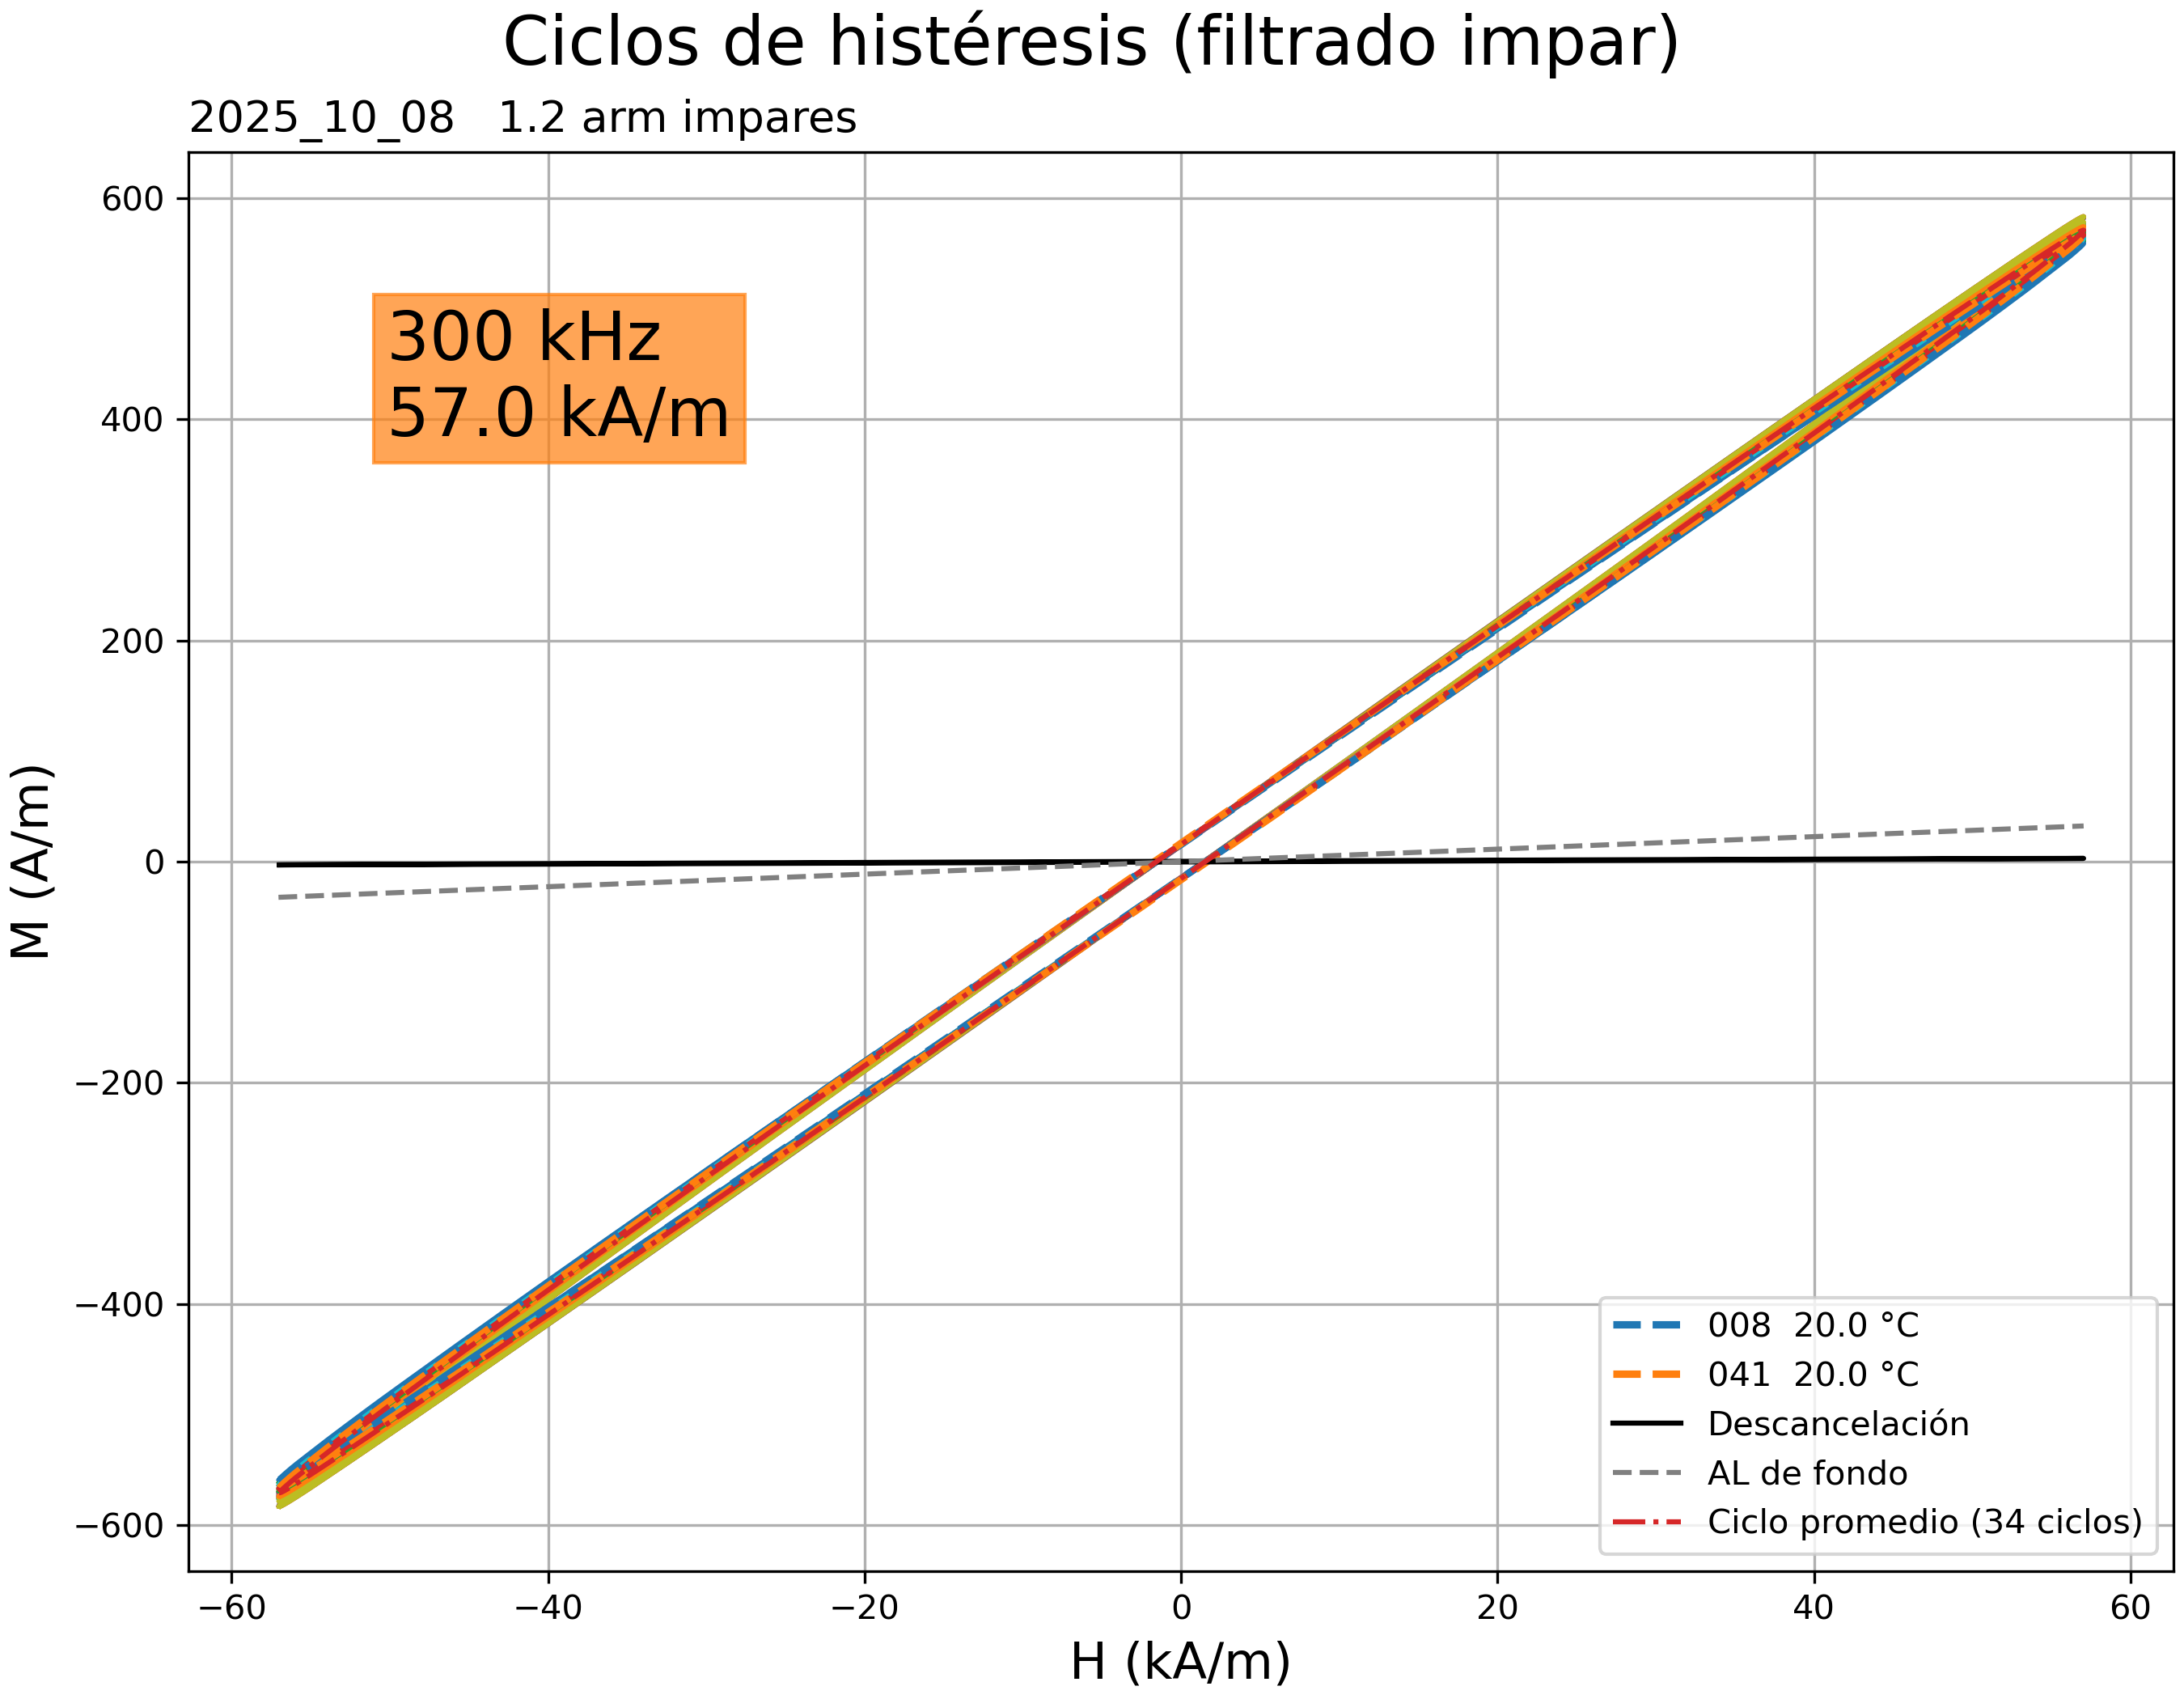 Ciclos de histéresis (filtrado impar)
2025_10_08   1.2 arm impares
300 kHz
57.0 kA/m
M (A/m)
600
400
200
0
−200
−400
−600
−60
−40
−20
0
20
40
60
H (kA/m)
008  20.0 °C
041  20.0 °C
Descancelación
AL de fondo
Ciclo promedio (34 ciclos)